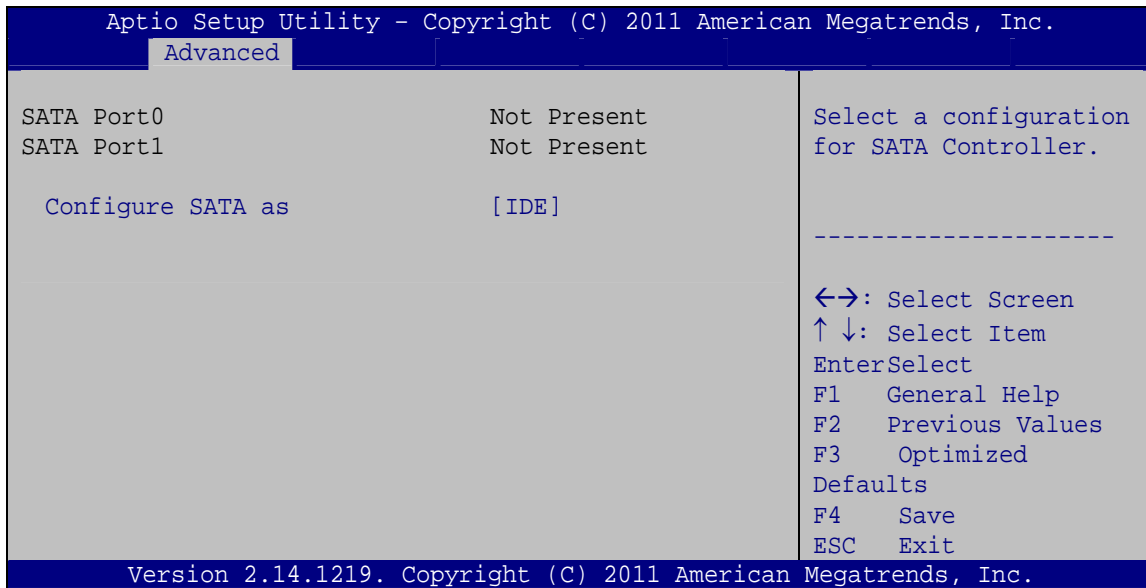 Aptio Setup Utility – Copyright (C) 2011 American Megatrends, Inc.
Advanced
SATA Port0 Not Present
SATA Port1 Not Present
Configure SATA as [IDE]
Select a configuration
for SATA Controller.
---------------------
←→: Select Screen
↑ ↓: Select Item
EnterSelect
F1 General Help
F2 Previous Values
F3 Optimized
Defaults
F4 Save
ESC Exit
Version 2.14.1219. Copyright (C) 2011 American Megatrends, Inc.